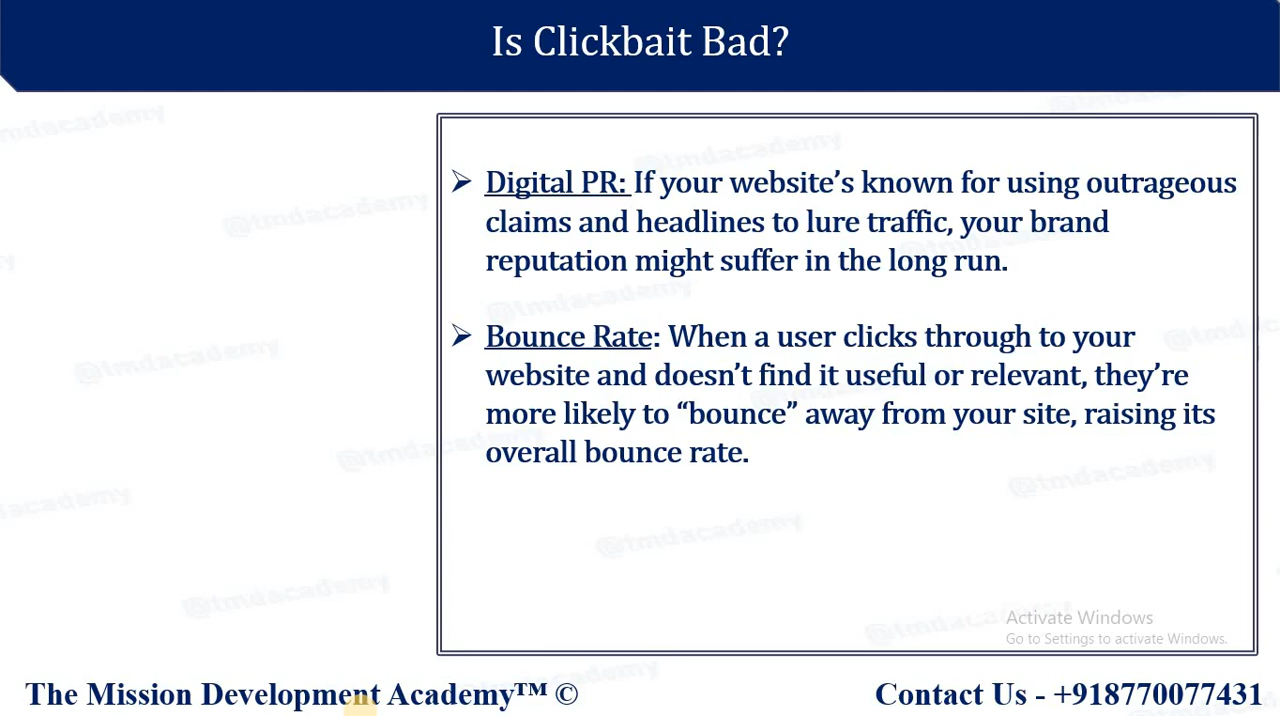 Is Clickbait Bad?
➢ Digital PR: If your website’s known for using outrageous
claims and headlines to lure traffic, your brand
reputation might suffer in the long run.
➢ Bounce Rate: When a user clicks through to your
website and doesn’t find it useful or relevant, they’re
more likely to “bounce” away from your site, raising its
overall bounce rate.
@tmdacademy
Activate Windows
Go to Settings to activate Windows.
The Mission Development Academy™ ©
Contact Us - +918770077431